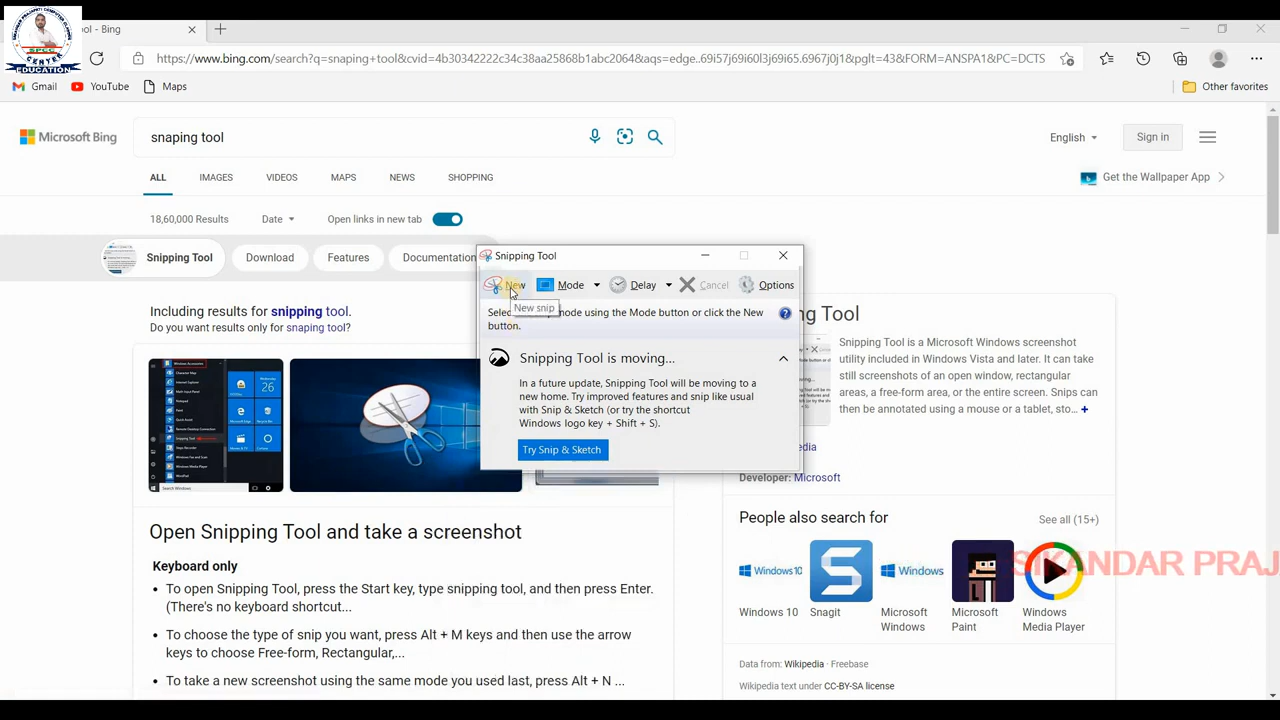 SPCC
CENTER
EDUCATION
ol - Bing
https://www.bing.com/search?q=snaping+tool&cvid=4b30342222c34c38aa25868b1abc2064&aqs=edge..69i57j69i60l3j69i65.6967j0j1&pglt=43&FORM=ANSPA1&PC=DCTS
Gmail
YouTube
Maps
Other favorites
Microsoft Bing
snaping tool
English
Sign in
ALL
IMAGES
VIDEOS
MAPS
NEWS
SHOPPING
Get the Wallpaper App
18,60,000 Results
Date
Open links in new tab
Snipping Tool
Download
Features
Documentation
Snipping Tool
New
Mode
Delay
Cancel
Options
New snip
Selec mode using the Mode button or click the New
button.
Snipping Tool is moving...
In a future update, Snipping Tool will be moving to a
new home. Try improved features and snip like usual
with Snip & Sketch (or try the shortcut
Windows logo key + Shift + S).
Try Snip & Sketch
Including results for snipping tool.
Do you want results only for snaping tool?
Open Snipping Tool and take a screenshot
Keyboard only
• To open Snipping Tool, press the Start key, type snipping tool, and then press Enter.
(There's no keyboard shortcut...
• To choose the type of snip you want, press Alt + M keys and then use the arrow
keys to choose Free-form, Rectangular,...
• To take a new screenshot using the same mode you used last, press Alt + N ...
ng Tool
Snipping Tool is a Microsoft Windows screenshot
utility included in Windows Vista and later. It can take
still screenshots of an open window, rectangular
areas, a free-form area, or the entire screen. Snips can
then be annotated using a mouse or a tablet, sto... +
pedia
Developer: Microsoft
People also search for
See all (15+)
Windows10
Windows
SIKANDAR PRAJ
Windows 10
Snagit
Microsoft
Windows
Microsoft
Paint
Windows
Media Player
Data from: Wikipedia · Freebase
Wikipedia text under CC-BY-SA license